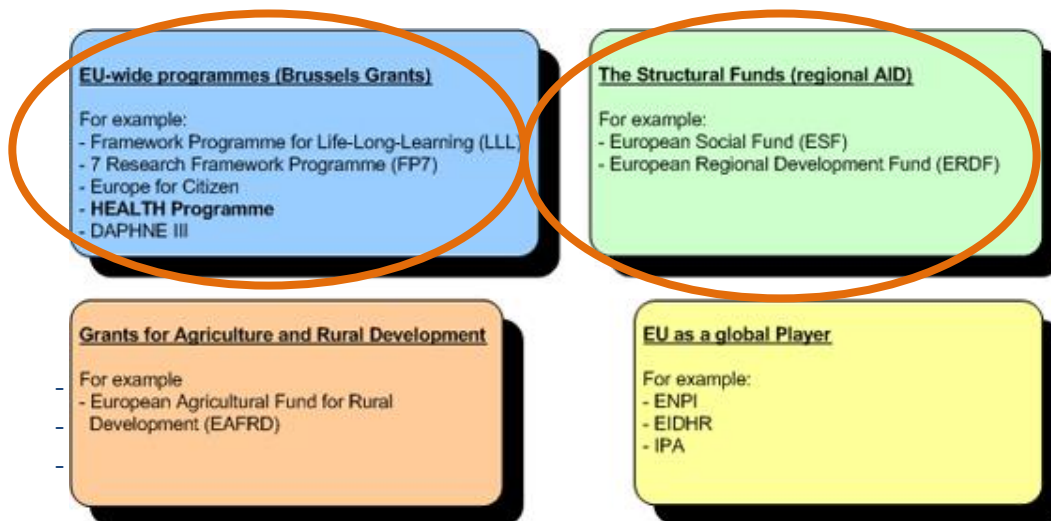 EU-wide programmes (Brussels Grants)
For example:
- Framework Programme for Life-Long-Learning (LLL)
- 7 Research Framework Programme (FP7)
- Europe for Citizen
- HEALTH Programme
- DAPHNE III
The Structural Funds (regional AID)
For example:
- European Social Fund (ESF)
- European Regional Development Fund (ERDF)
Grants for Agriculture and Rural Development
For example
- European Agricultural Fund for Rural
Development (EAFRD)
EU as a global Player
For example:
- ENPI
- EIDHR
- IPA